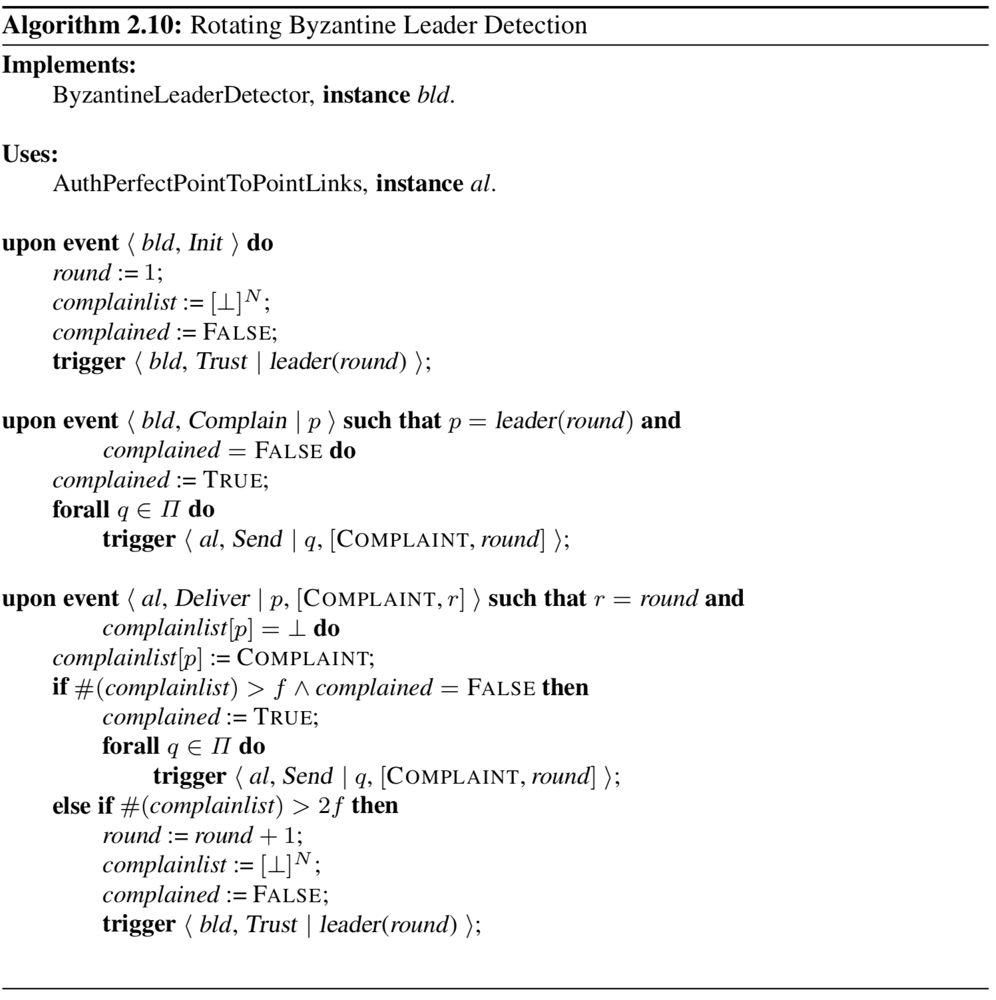 Algorithm 2.10: Rotating Byzantine Leader Detection
Implements:
ByzantineLeaderDetector, instance bld.
Uses:
AuthPerfectPointToPointLinks, instance al.
upon event ⟨ bld, Init ⟩ do
round := 1;
complainlist := [⊥]^N;
complained := FALSE;
trigger ⟨ bld, Trust | leader(round) ⟩;
upon event ⟨ bld, Complain | p ⟩ such that p = leader(round) and
complained = FALSE do
complained := TRUE;
forall q ∈ Π do
trigger ⟨ al, Send | q, [COMPLAINT, round] ⟩;
upon event ⟨ al, Deliver | p, [COMPLAINT, r] ⟩ such that r = round and
complainlist[p] = ⊥ do
complainlist[p] := COMPLAINT;
if #(complainlist) > f ∧ complained = FALSE then
complained := TRUE;
forall q ∈ Π do
trigger ⟨ al, Send | q, [COMPLAINT, round] ⟩;
else if #(complainlist) > 2f then
round := round + 1;
complainlist := [⊥]^N;
complained := FALSE;
trigger ⟨ bld, Trust | leader(round) ⟩;